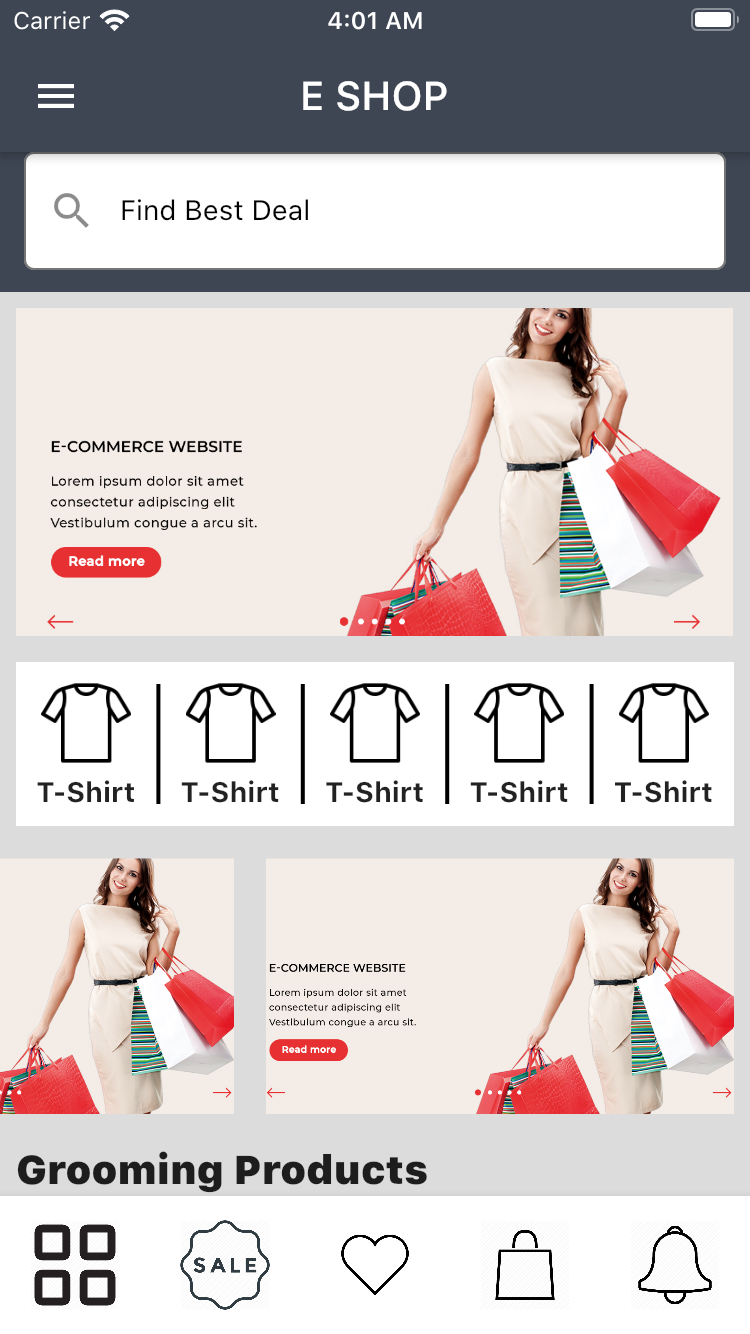 Carrier 4:01 AM
E SHOP
Find Best Deal
E-COMMERCE WEBSITE
Lorem ipsum dolor sit amet
consectetur adipiscing elit
Vestibulum congue a arcu sit.
Read more
T-Shirt T-Shirt T-Shirt T-Shirt T-Shirt
E-COMMERCE WEBSITE
Lorem ipsum dolor sit amet
consectetur adipiscing elit
Vestibulum congue a arcu sit.
Read more
Grooming Products
SALE